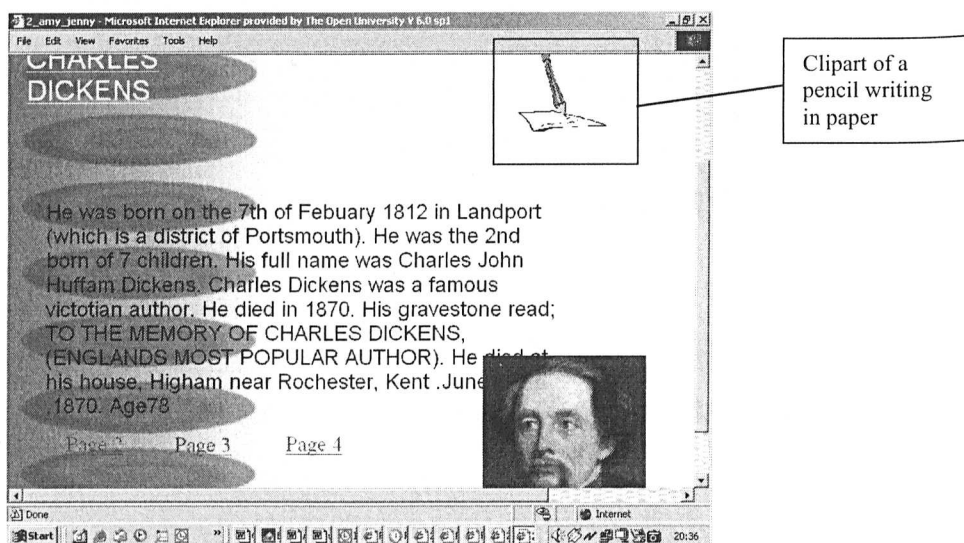 2_amy_jenny - Microsoft Internet Explorer provided by The Open University V 6.0 sp1
File Edit View Favorites Tools Help
CHARLES
DICKENS
Clipart of a
pencil writing
in paper
He was born on the 7th of Febuary 1812 in Landport
(which is a district of Portsmouth). He was the 2nd
born of 7 children. His full name was Charles John
Huffam Dickens. Charles Dickens was a famous
victotian author. He died in 1870. His gravestone read;
TO THE MEMORY OF CHARLES DICKENS,
(ENGLANDS MOST POPULAR AUTHOR). He died at
his house, Higham near Rochester, Kent .June
,1870. Age78
Page 2 Page 3 Page 4
Done Internet
Start 20:36